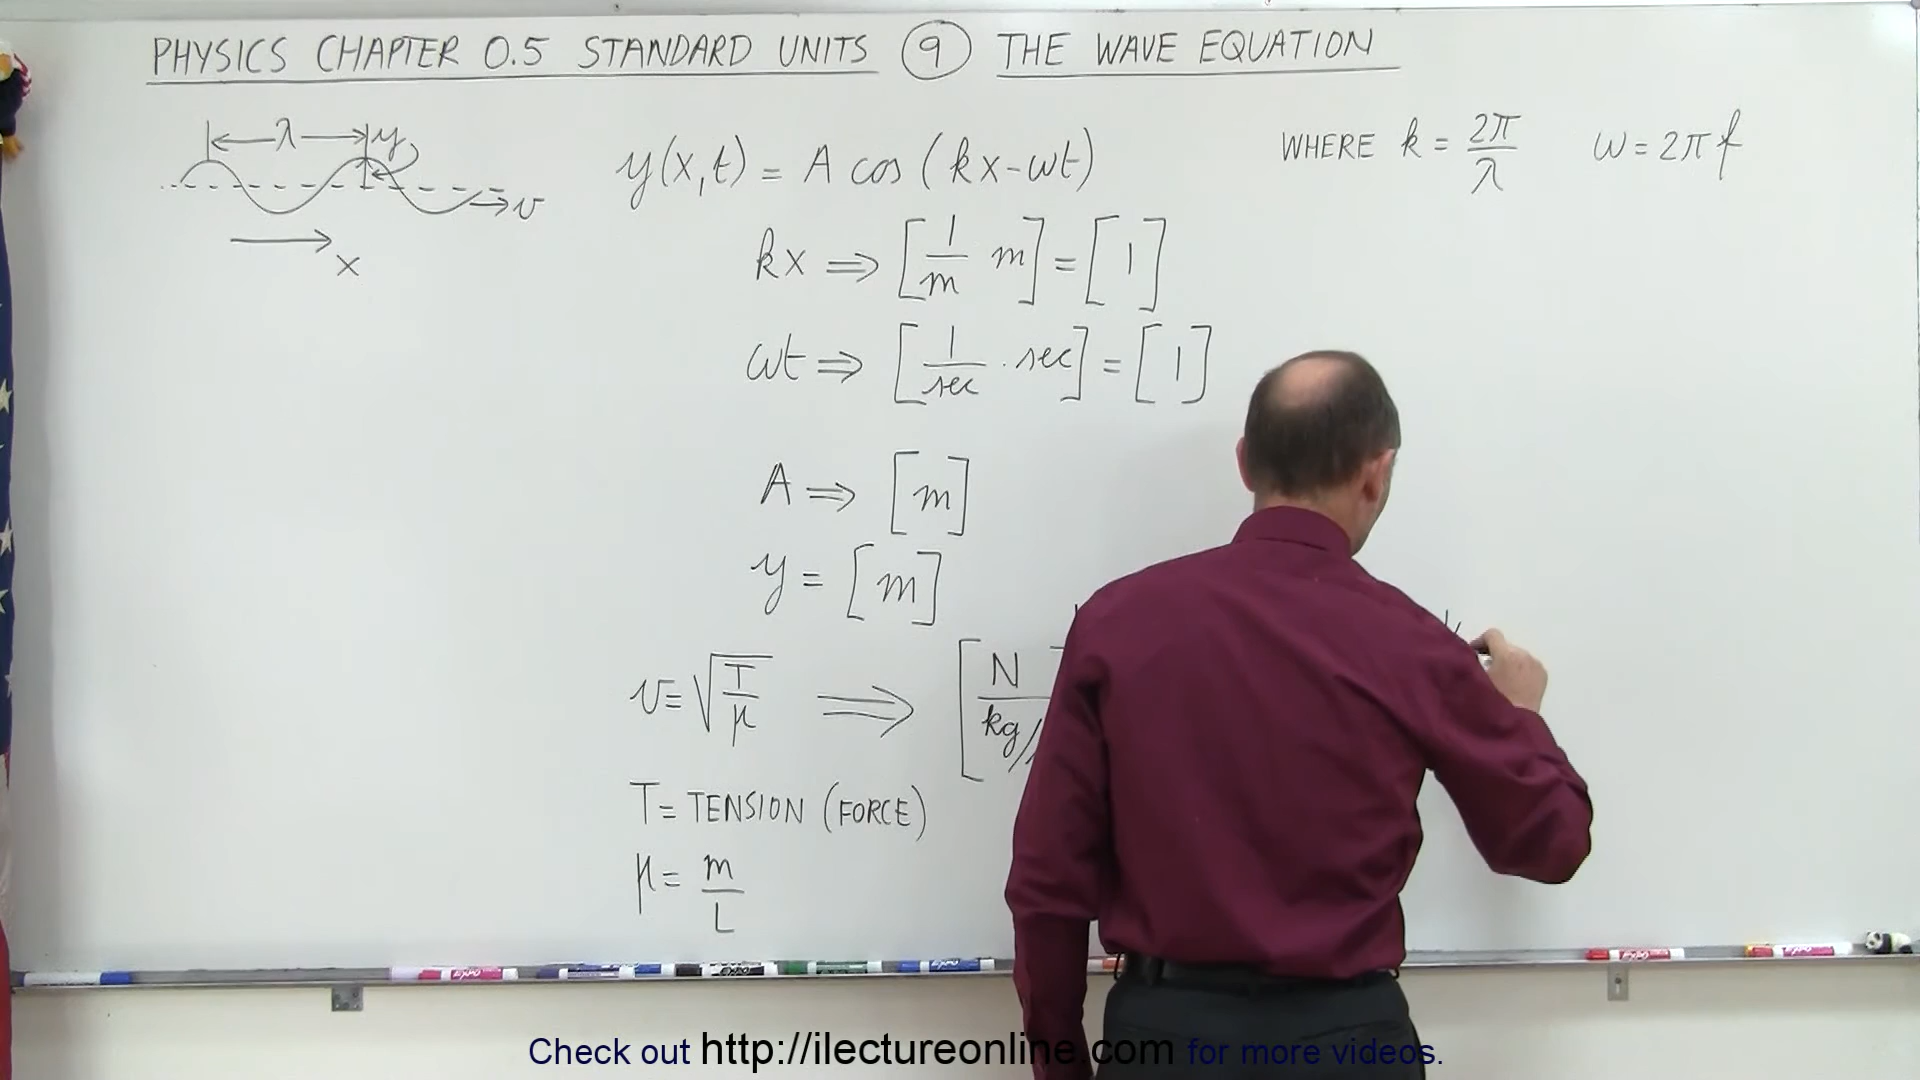 PHYSICS CHAPTER 0.5 STANDARD UNITS 9 THE WAVE EQUATION
λ y
v
x
y(x,t) = A cos (kx-ωt)
WHERE k = 2π/λ ω = 2πf
kx ⇒ [1/m m] = [1]
ωt ⇒ [1/sec · sec] = [1]
A ⇒ [m]
y = [m]
v = √(T/μ) ⇒ [N / kg/
T = TENSION (FORCE)
μ = m/L
EXPO
Check out http://ilectureonline.com for more videos.